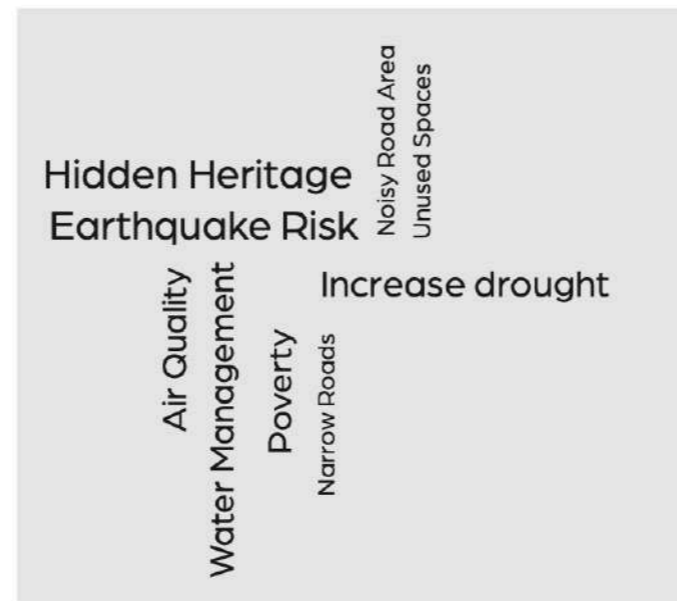 Noisy Road Area
Unused Spaces
Hidden Heritage
Earthquake Risk
Increase drought
Air Quality
Water Management
Poverty
Narrow Roads